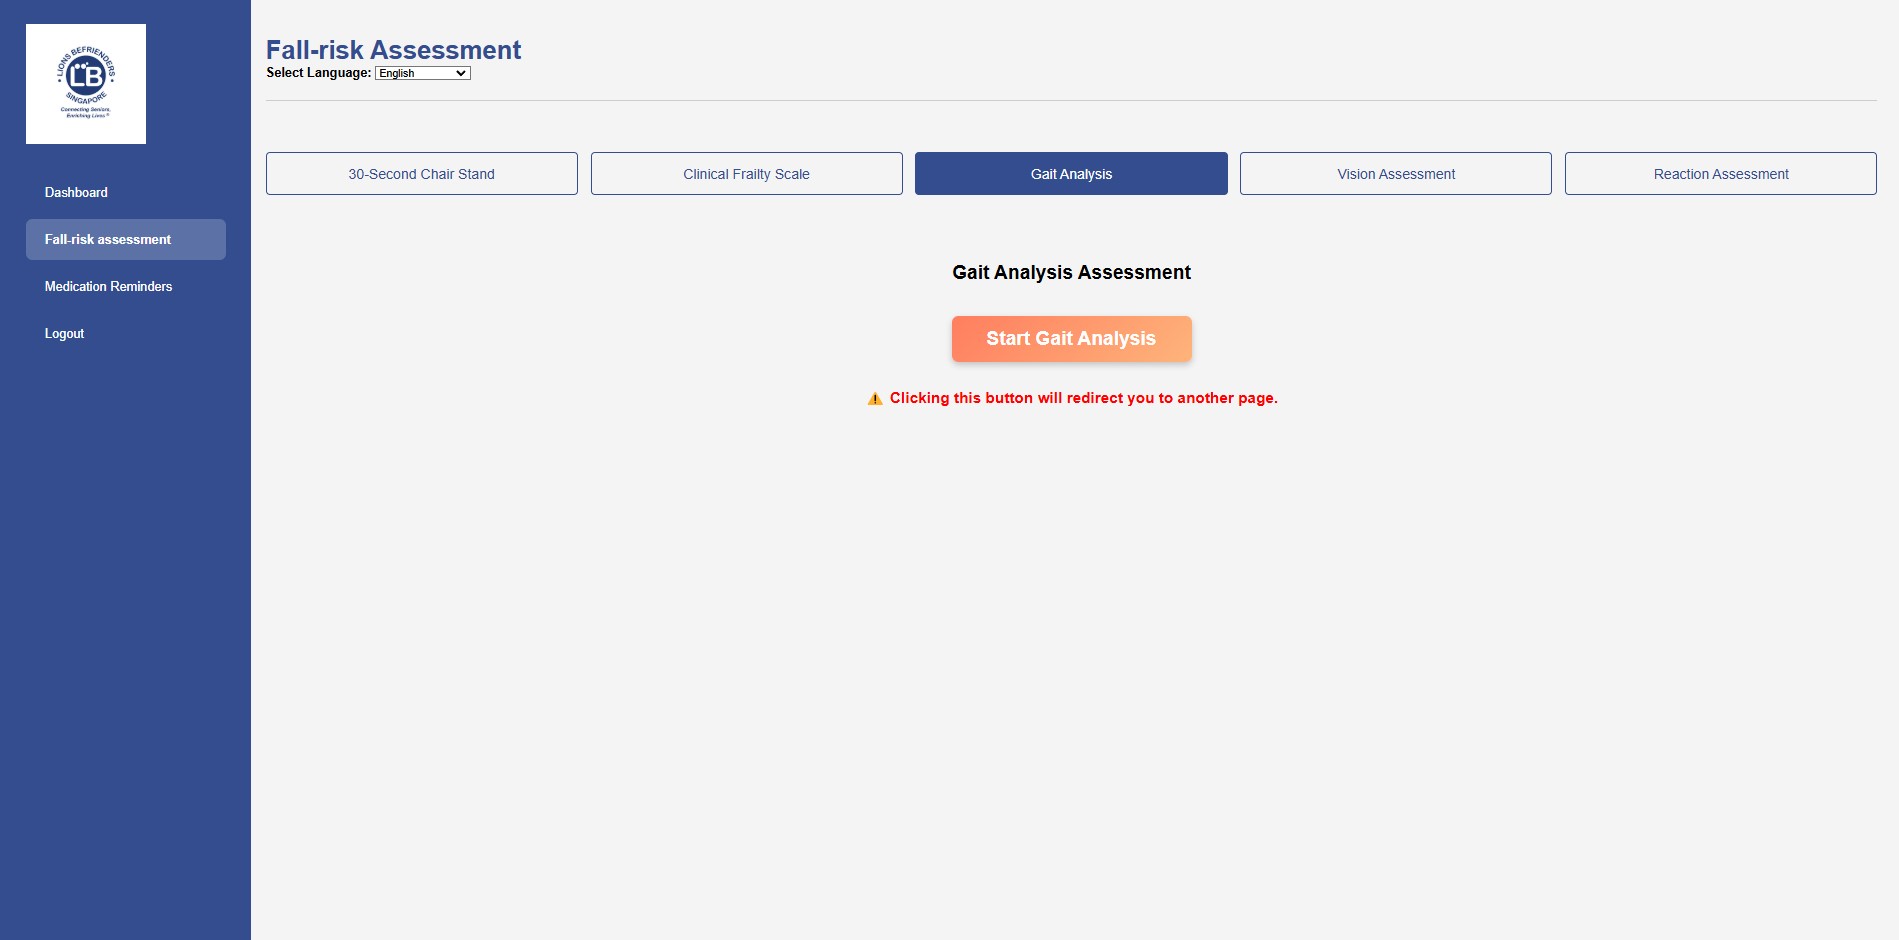 LIONS BEFRIENDERS
LB
SINGAPORE
Connecting Seniors,
Enriching Lives®
Dashboard
Fall-risk assessment
Medication Reminders
Logout
Fall-risk Assessment
Select Language: English
30-Second Chair Stand
Clinical Frailty Scale
Gait Analysis
Vision Assessment
Reaction Assessment
Gait Analysis Assessment
Start Gait Analysis
⚠ Clicking this button will redirect you to another page.